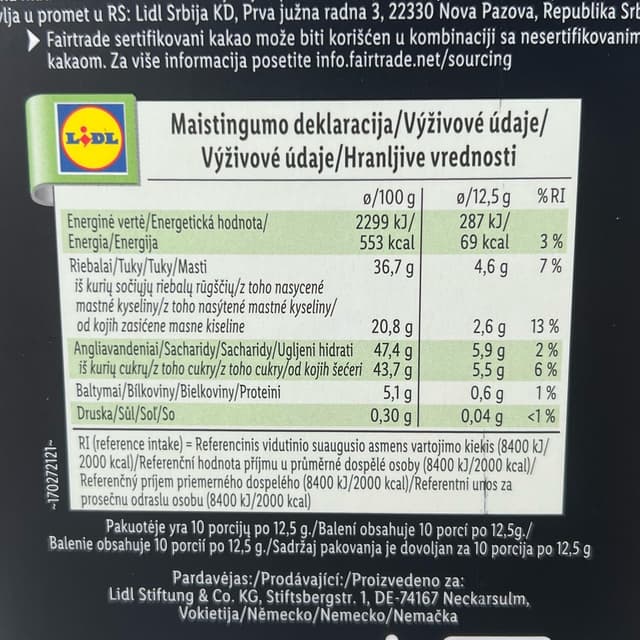 lja u promet u RS: Lidl Srbija KD, Prva južna radna 3, 22330 Nova Pazova, Republika Srb
Fairtrade sertifikovani kakao može biti korišćen u kombinaciji sa nesertifikovanim
kakaom. Za više informacija posetite info.fairtrade.net/sourcing
LIDL
Maistingumo deklaracija/Výživové údaje/
Výživové údaje/Hranljive vrednosti
ø/100 g ø/12,5 g %RI
Energinė vertė/Energetická hodnota/ 2299 kJ/ 287 kJ/
Energia/Energija 553 kcal 69 kcal 3 %
Riebalai/Tuky/Tuky/Masti 36,7 g 4,6 g 7 %
iš kurių sočiųjų riebalų rūgščių/z toho nasycené
mastné kyseliny/z toho nasýtené mastné kyseliny/
od kojih zasićene masne kiseline 20,8 g 2,6 g 13 %
Angliavandeniai/Sacharidy/Sacharidy/Ugljeni hidrati 47,4 g 5,9 g 2 %
iš kurių cukrų/z toho cukry/z toho cukry/od kojih šećeri 43,7 g 5,5 g 6 %
Baltymai/Bílkoviny/Bielkoviny/Proteini 5,1 g 0,6 g 1 %
Druska/Sůl/Soľ/So 0,30 g 0,04 g <1 %
RI (reference intake) = Referencinis vidutinio suaugusio asmens vartojimo kiekis (8400 kJ/
2000 kcal)/Referenční hodnota příjmu u průměrné dospělé osoby (8400 kJ/2000 kcal)/
Referenčný príjem priemerného dospelého (8400 kJ/2000 kcal)/Referentni unos za
prosečnu odraslu osobu (8400 kJ/2000 kcal)
~170272121~
Pakuotėje yra 10 porcijų po 12,5 g./Balení obsahuje 10 porcí po 12,5g./
Balenie obsahuje 10 porcií po 12,5 g./Sadržaj pakovanja je dovoljan za 10 porcija po 12,5 g
Pardavėjas:/Prodávající:/Proizvedeno za:
Lidl Stiftung & Co. KG, Stiftsbergstr. 1, DE-74167 Neckarsulm,
Vokietija/Německo/Nemecko/Nemačka